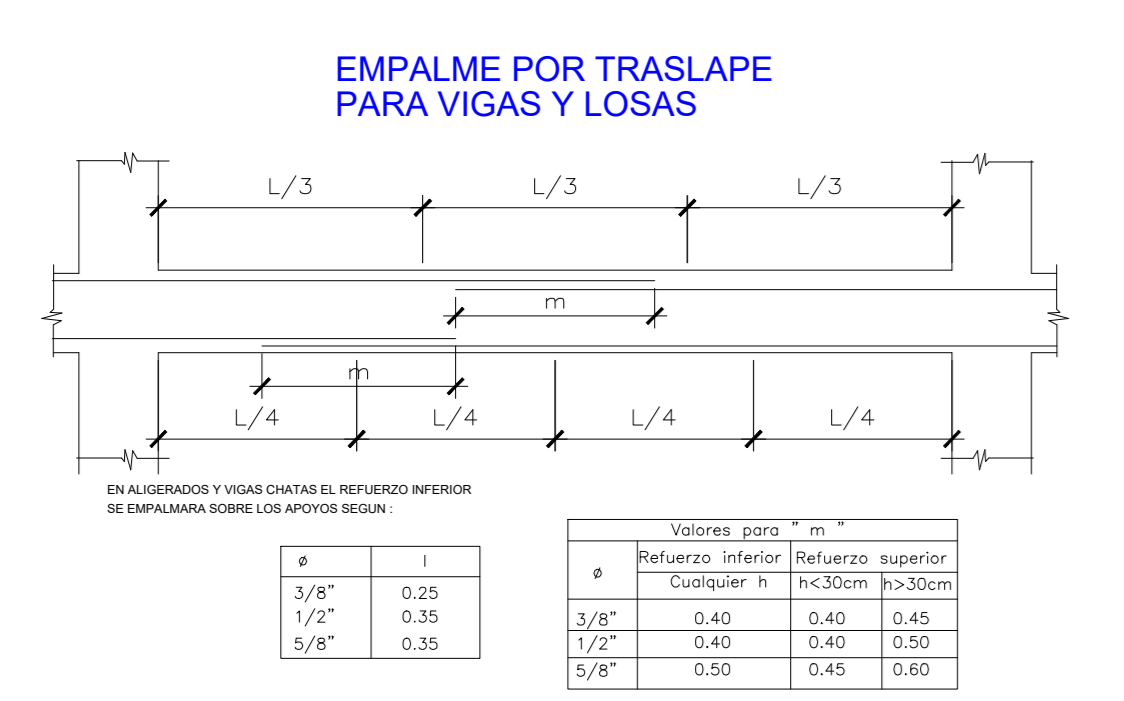 EMPALME POR TRASLAPE
PARA VIGAS Y LOSAS
L/3 L/3 L/3
m
m
L/4 L/4 L/4 L/4
EN ALIGERADOS Y VIGAS CHATAS EL REFUERZO INFERIOR
SE EMPALMARA SOBRE LOS APOYOS SEGUN :
ø l
3/8" 0.25
1/2" 0.35
5/8" 0.35
Valores para " m "
ø Refuerzo inferior Refuerzo superior
Cualquier h h<30cm h>30cm
3/8" 0.40 0.40 0.45
1/2" 0.40 0.40 0.50
5/8" 0.50 0.45 0.60